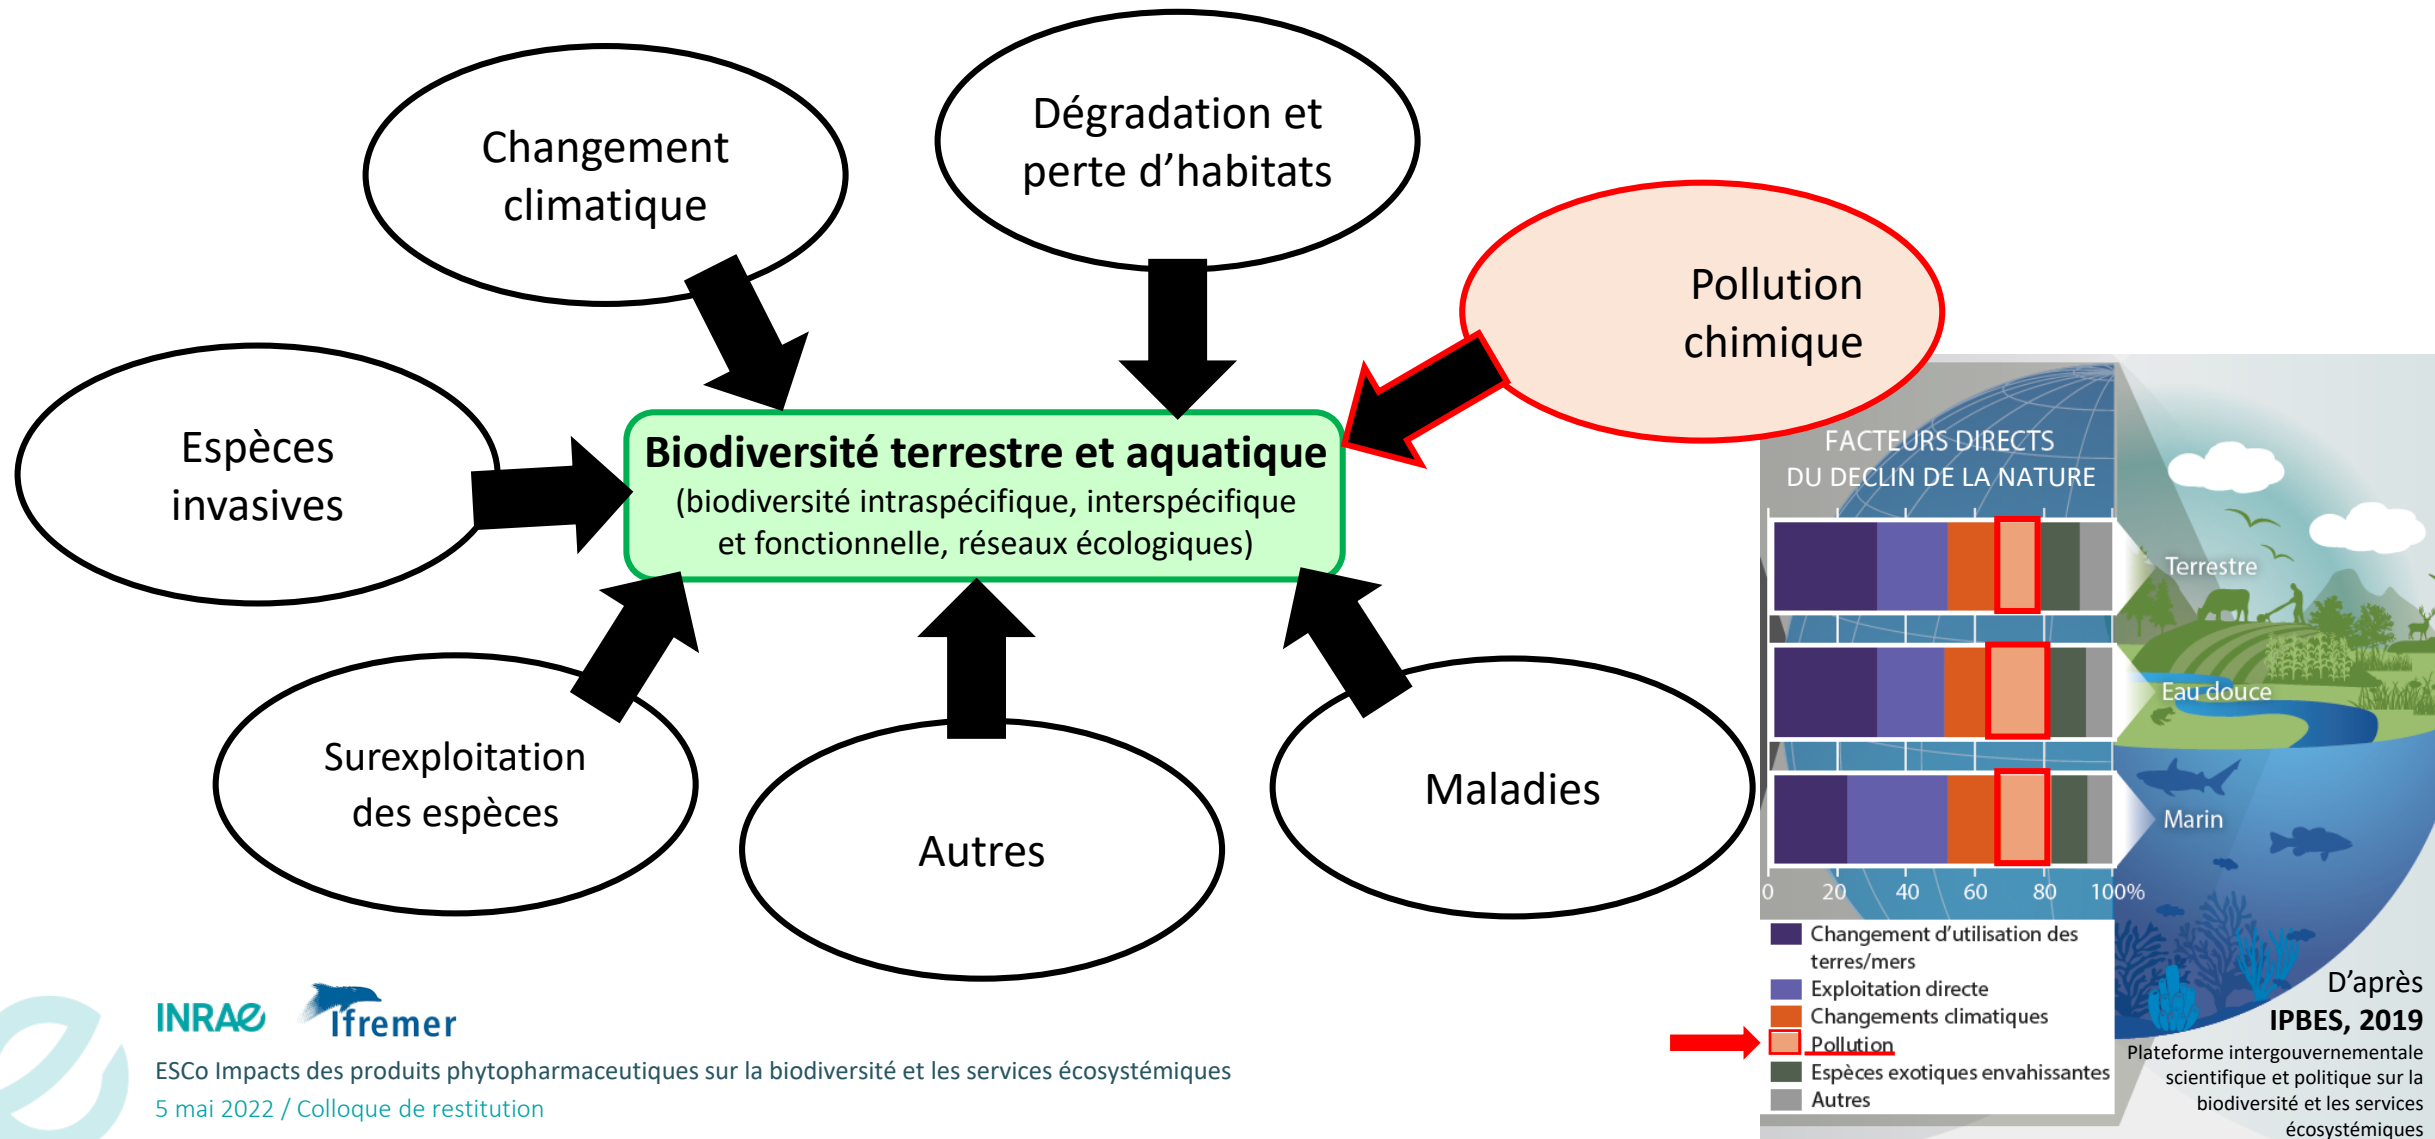 Changement
climatique
Dégradation et
perte d'habitats
Pollution
chimique
Espèces
invasives
Biodiversité terrestre et aquatique
(biodiversité intraspécifique, interspécifique
et fonctionnelle, réseaux écologiques)
Surexploitation
des espèces
Autres
Maladies
FACTEURS DIRECTS
DU DECLIN DE LA NATURE
Terrestre
Eau douce
Marin
0 20 40 60 80 100%
Changement d'utilisation des
terres/mers
Exploitation directe
Changements climatiques
Pollution
Espèces exotiques envahissantes
Autres
D'après
IPBES, 2019
Plateforme intergouvernementale
scientifique et politique sur la
biodiversité et les services
écosystémiques
INRAE
Ifremer
ESCo Impacts des produits phytopharmaceutiques sur la biodiversité et les services écosystémiques
5 mai 2022 / Colloque de restitution